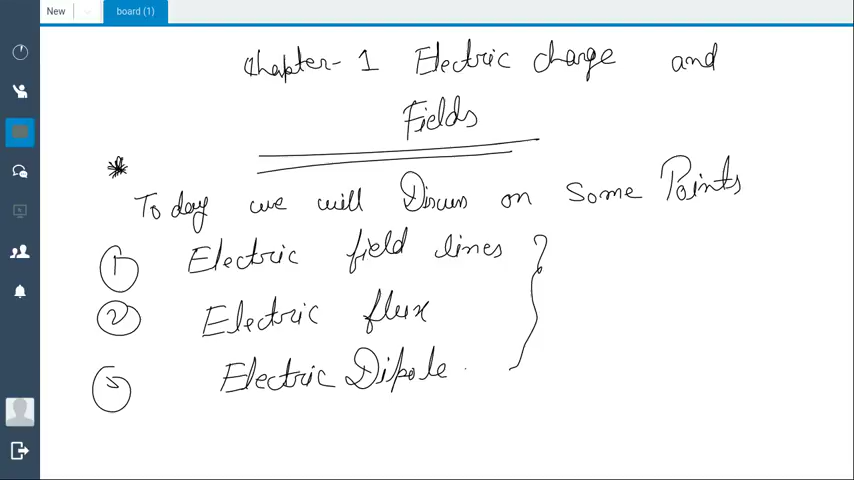 New
board (1)
Chapter-1 Electric charge and
Fields
* Today we will Discuss on some Points
1 Electric field lines
2 Electric flux
3 Electric Dipole.